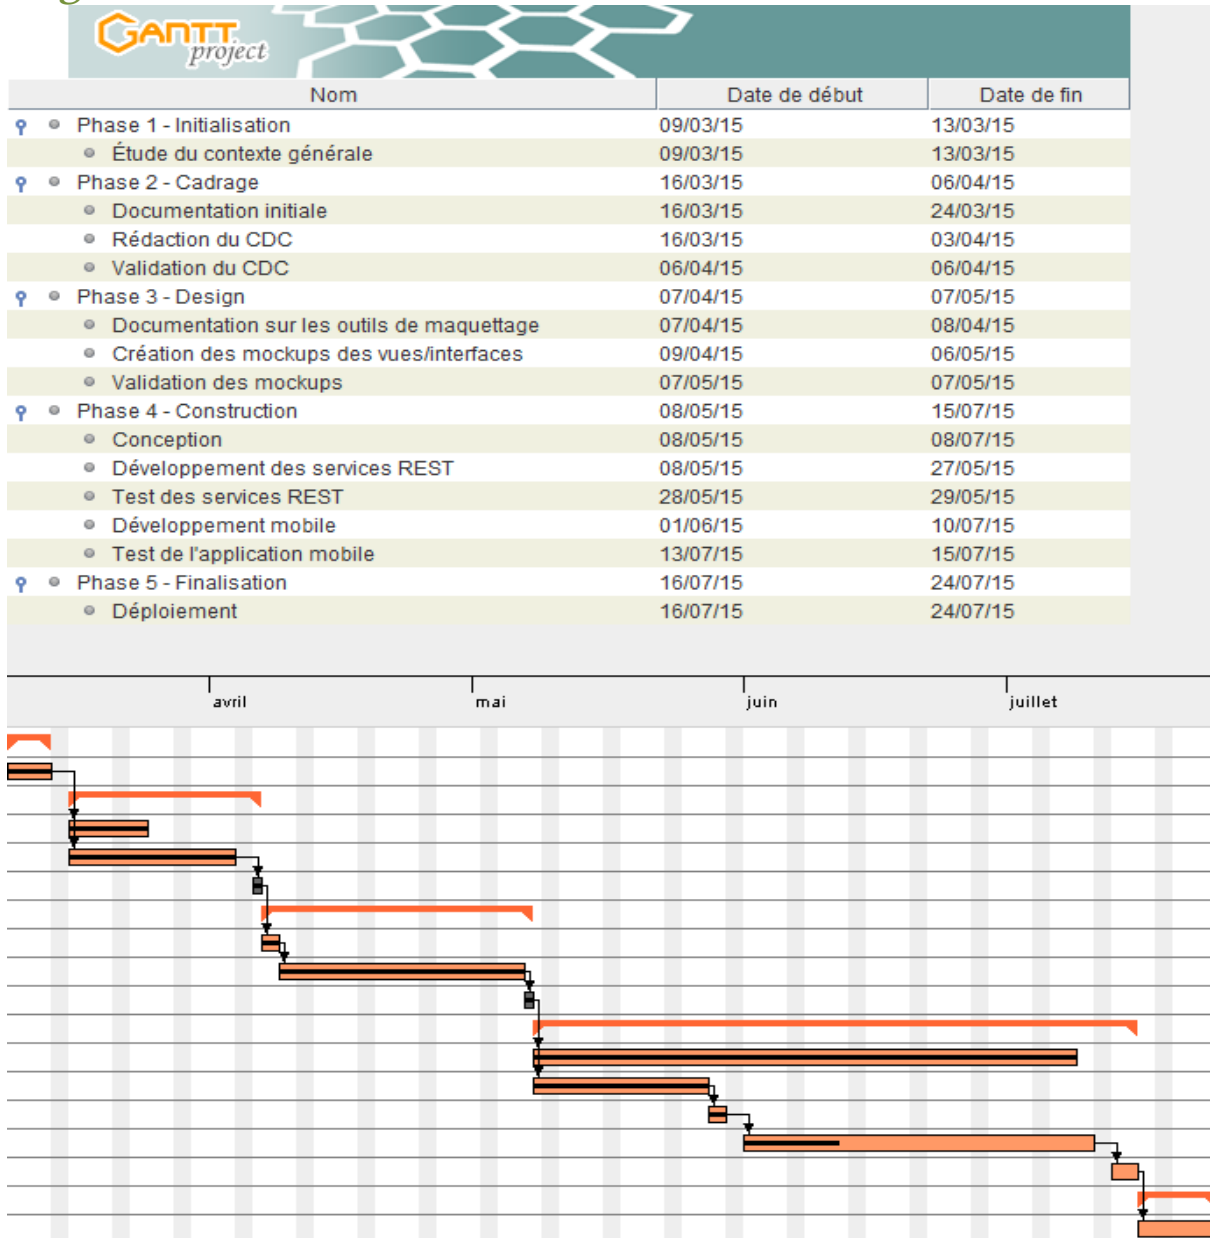 GANTT
project
Nom Date de début Date de fin
Phase 1 - Initialisation 09/03/15 13/03/15
Étude du contexte générale 09/03/15 13/03/15
Phase 2 - Cadrage 16/03/15 06/04/15
Documentation initiale 16/03/15 24/03/15
Rédaction du CDC 16/03/15 03/04/15
Validation du CDC 06/04/15 06/04/15
Phase 3 - Design 07/04/15 07/05/15
Documentation sur les outils de maquettage 07/04/15 08/04/15
Création des mockups des vues/interfaces 09/04/15 06/05/15
Validation des mockups 07/05/15 07/05/15
Phase 4 - Construction 08/05/15 15/07/15
Conception 08/05/15 08/07/15
Développement des services REST 08/05/15 27/05/15
Test des services REST 28/05/15 29/05/15
Développement mobile 01/06/15 10/07/15
Test de l'application mobile 13/07/15 15/07/15
Phase 5 - Finalisation 16/07/15 24/07/15
Déploiement 16/07/15 24/07/15
avril mai juin juillet